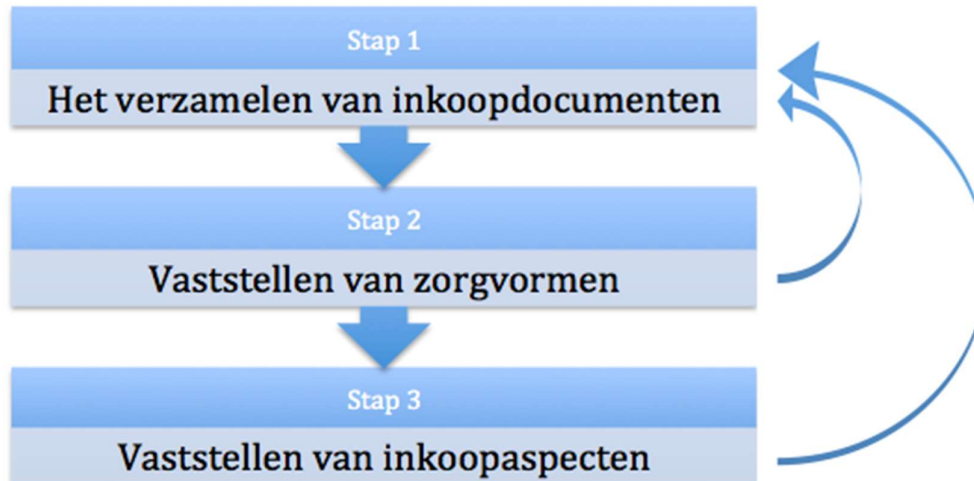 Stap 1
Het verzamelen van inkoopdocumenten
Stap 2
Vaststellen van zorgvormen
Stap 3
Vaststellen van inkoopaspecten